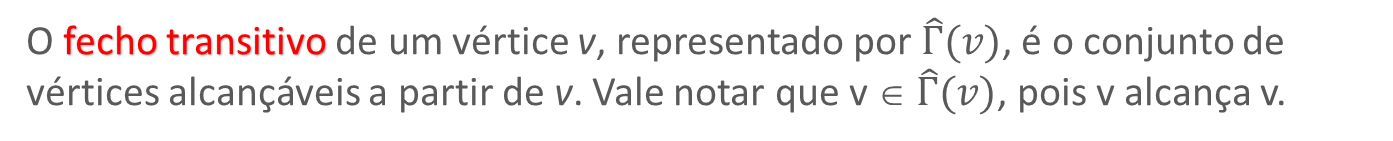 O fecho transitivo de um vértice v, representado por Γ̂(v), é o conjunto de
vértices alcançáveis a partir de v. Vale notar que v ∈ Γ̂(v), pois v alcança v.